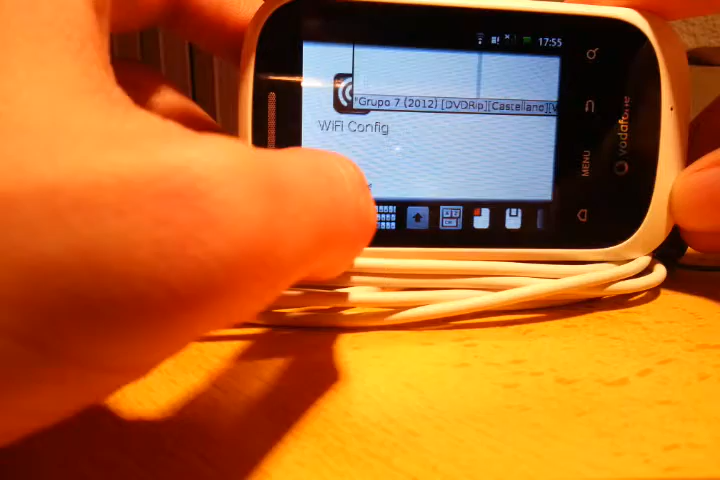 17:55
"Grupo 7 (2012) [DVDRip][Castellano][V
WiFi Config
MENU
vodafone